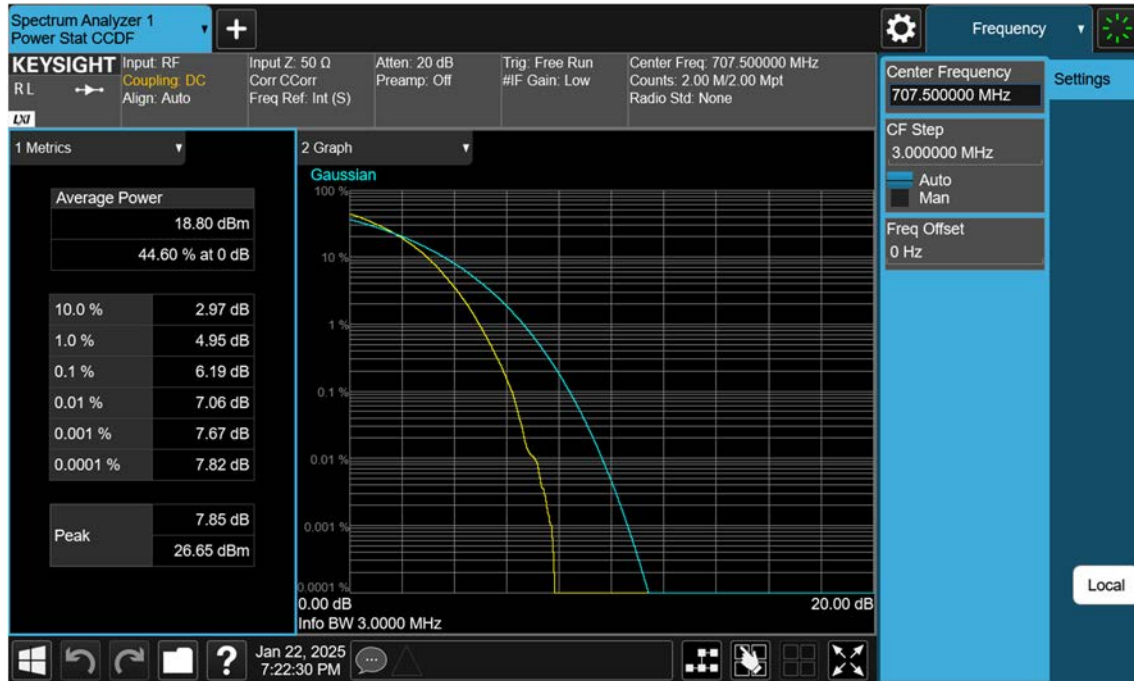 Spectrum Analyzer 1
Power Stat CCDF
+
Frequency
KEYSIGHT
R L
LXI
Input: RF
Coupling: DC
Align: Auto
Input Z: 50 Ω
Corr CCorr
Freq Ref: Int (S)
Atten: 20 dB
Preamp: Off
Trig: Free Run
#IF Gain: Low
Center Freq: 707.500000 MHz
Counts: 2.00 M/2.00 Mpt
Radio Std: None
Center Frequency
707.500000 MHz
Settings
CF Step
3.000000 MHz
Auto
Man
Freq Offset
0 Hz
Local
1 Metrics
Average Power
18.80 dBm
44.60 % at 0 dB
10.0 % 2.97 dB
1.0 % 4.95 dB
0.1 % 6.19 dB
0.01 % 7.06 dB
0.001 % 7.67 dB
0.0001 % 7.82 dB
Peak
7.85 dB
26.65 dBm
2 Graph
Gaussian
100 %
10 %
1 %
0.1 %
0.01 %
0.001 %
0.0001 %
0.00 dB 20.00 dB
Info BW 3.0000 MHz
?
Jan 22, 2025
7:22:30 PM